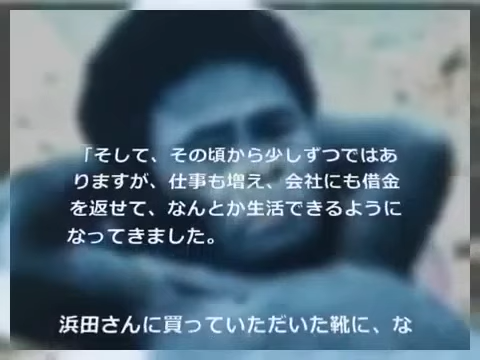 「そして、その頃から少しずつではあ
りますが、仕事も増え、会社にも借金
を返せて、なんとか生活できるように
なってきました。
浜田さんに買っていただいた靴に、な